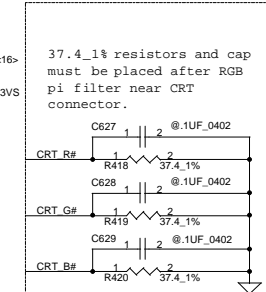 16>
37.4_1% resistors and cap
must be placed after RGB
3VS
pi filter near CRT
connector.
C627
1 2 @.1UF_0402
CRT_R#
1 2
R418 37.4_1%
C628
1 2 @.1UF_0402
CRT_G#
1 2
R419 37.4_1%
C629
1 2 @.1UF_0402
CRT_B#
1 2
R420 37.4_1%